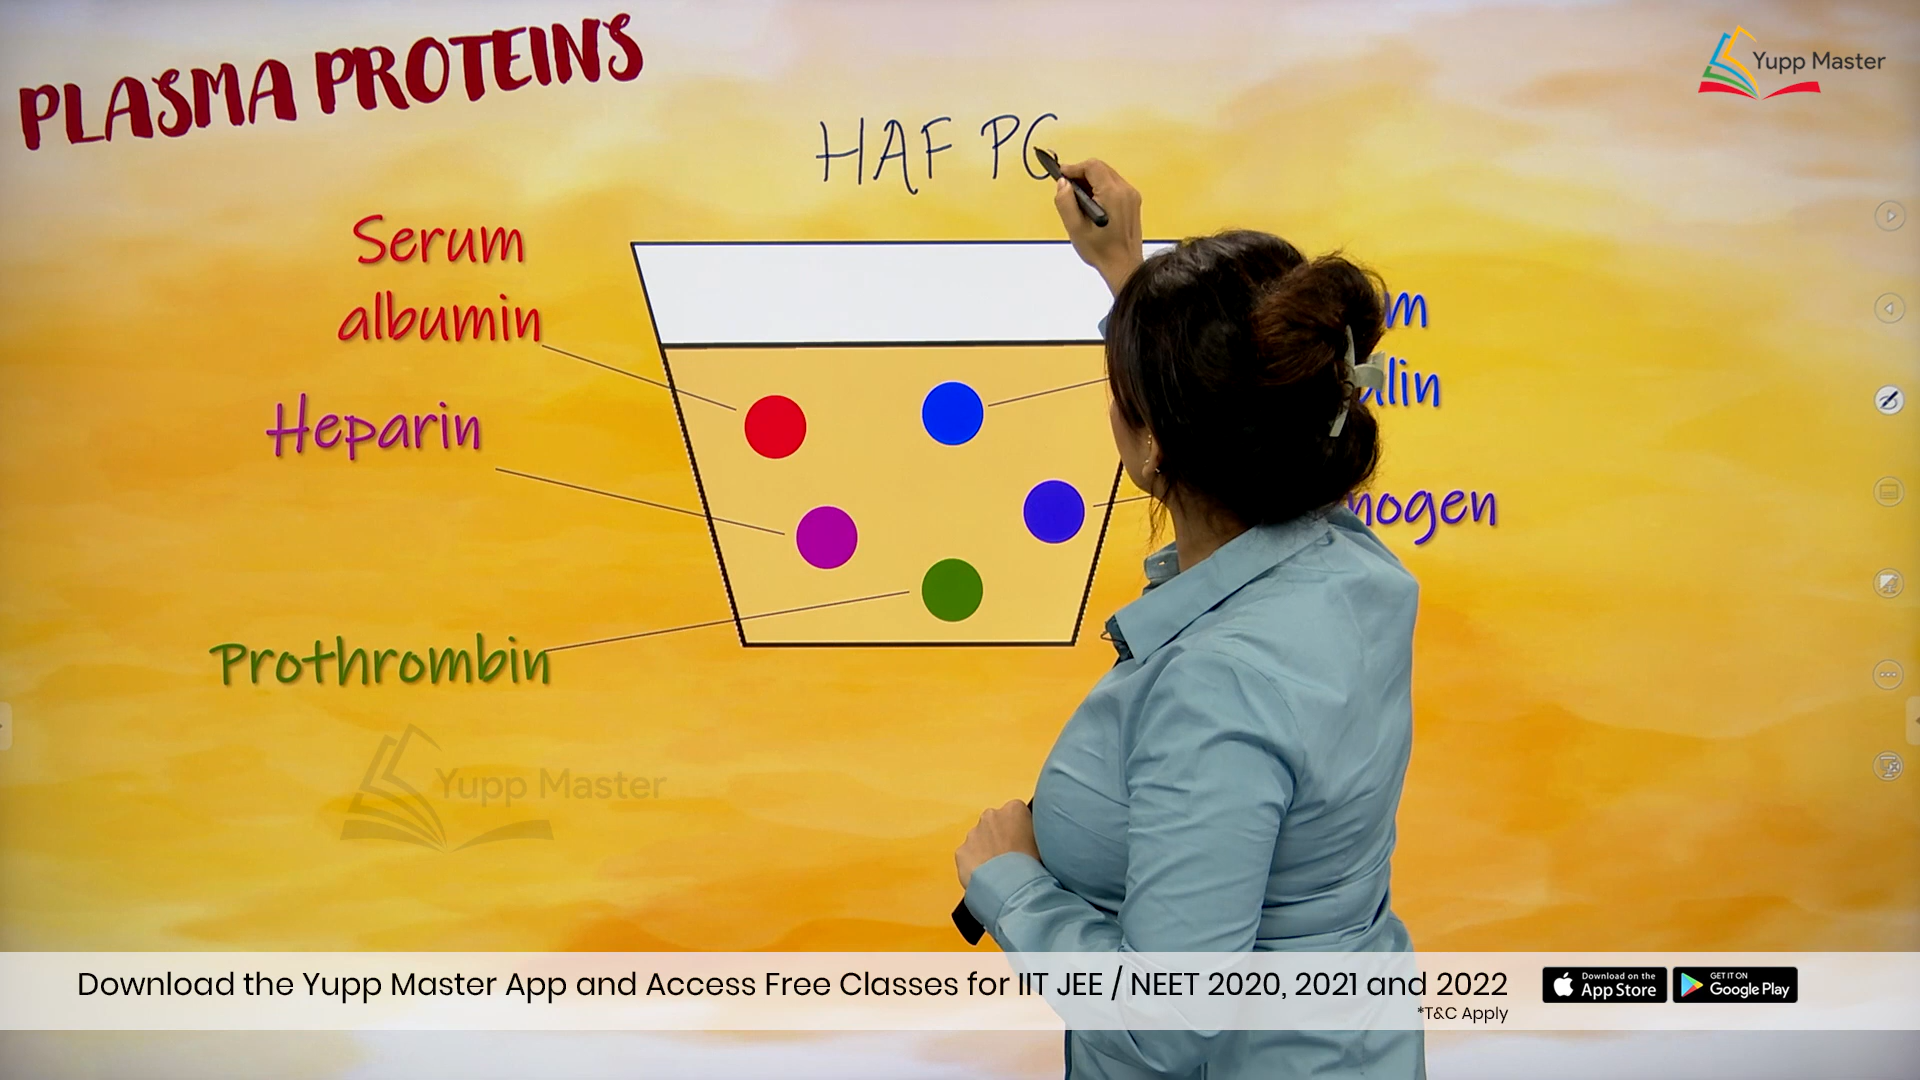 PLASMA PROTEINS
Yupp Master
HAF PG
Serum
albumin
Heparin
Prothrombin
Yupp Master
Download the Yupp Master App and Access Free Classes for IIT JEE / NEET 2020, 2021 and 2022
*T&C Apply
Download on the
App Store
GET IT ON
Google Play